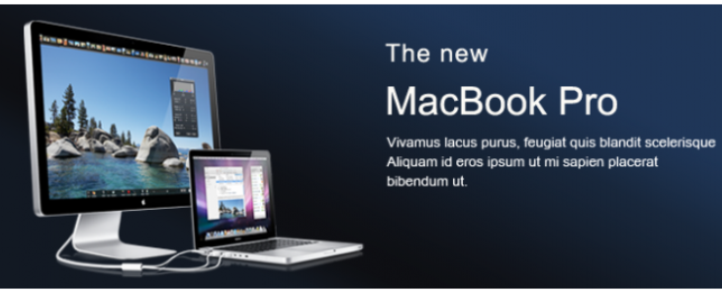 The new
MacBook Pro
Vivamus lacus purus, feugiat quis blandit scelerisque
Aliquam id eros ipsum ut mi sapien placerat
bibendum ut.